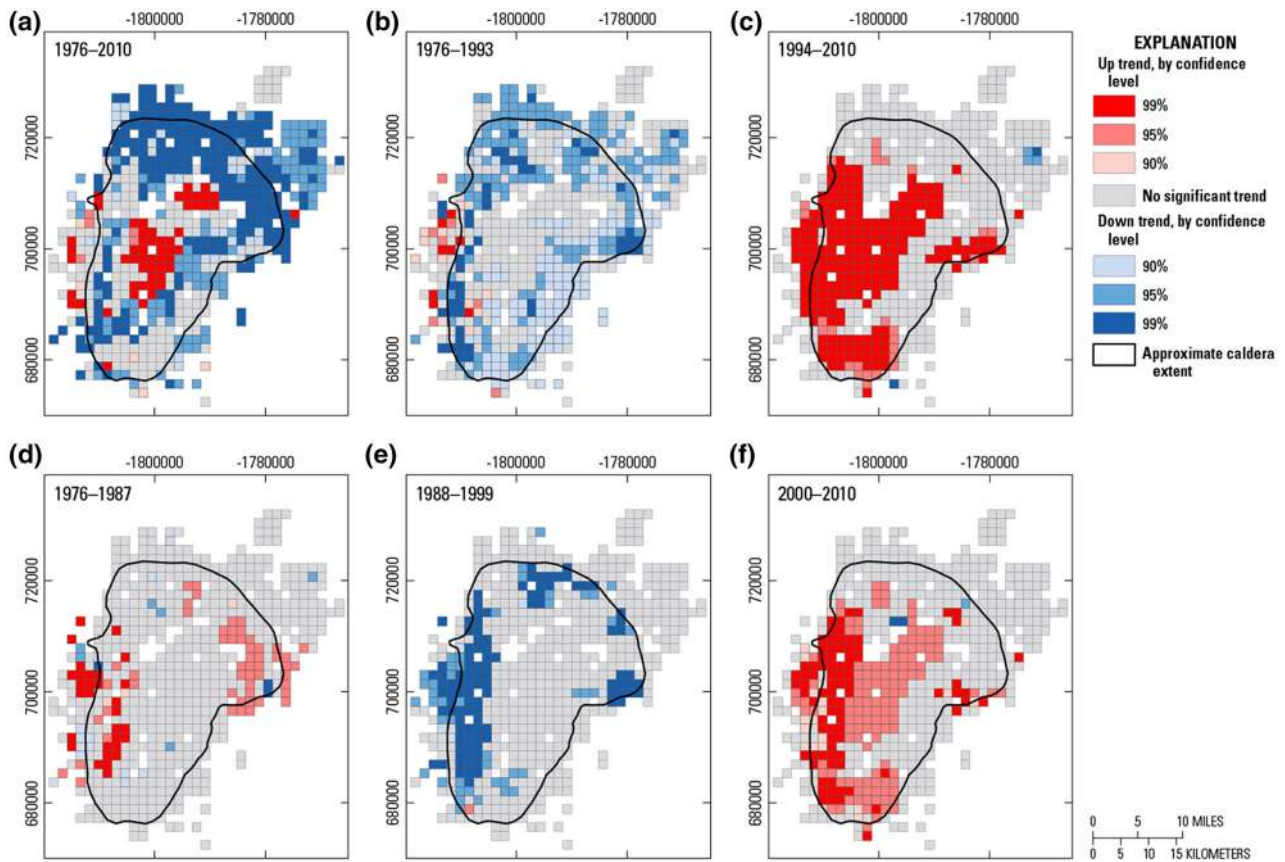 (a)
-1800000
-1780000
1976–2010
720000
700000
680000
(b)
-1800000
-1780000
1976–1993
720000
700000
680000
(c)
-1800000
-1780000
1994–2010
720000
700000
680000
EXPLANATION
Up trend, by confidence
level
99%
95%
90%
No significant trend
Down trend, by confidence
level
90%
95%
99%
Approximate caldera
extent
(d)
-1800000
-1780000
1976–1987
720000
700000
680000
(e)
-1800000
-1780000
1988–1999
720000
700000
680000
(f)
-1800000
-1780000
2000–2010
720000
700000
680000
0 5 10 MILES
0 5 10 15 KILOMETERS